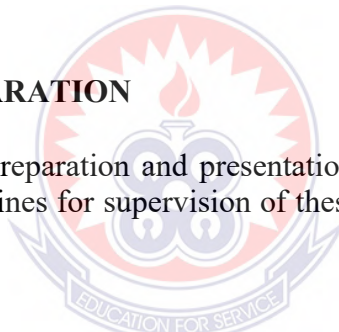 ARATION
reparation and presentatio
ines for supervision of thes
EDUCATION FOR SERVICE